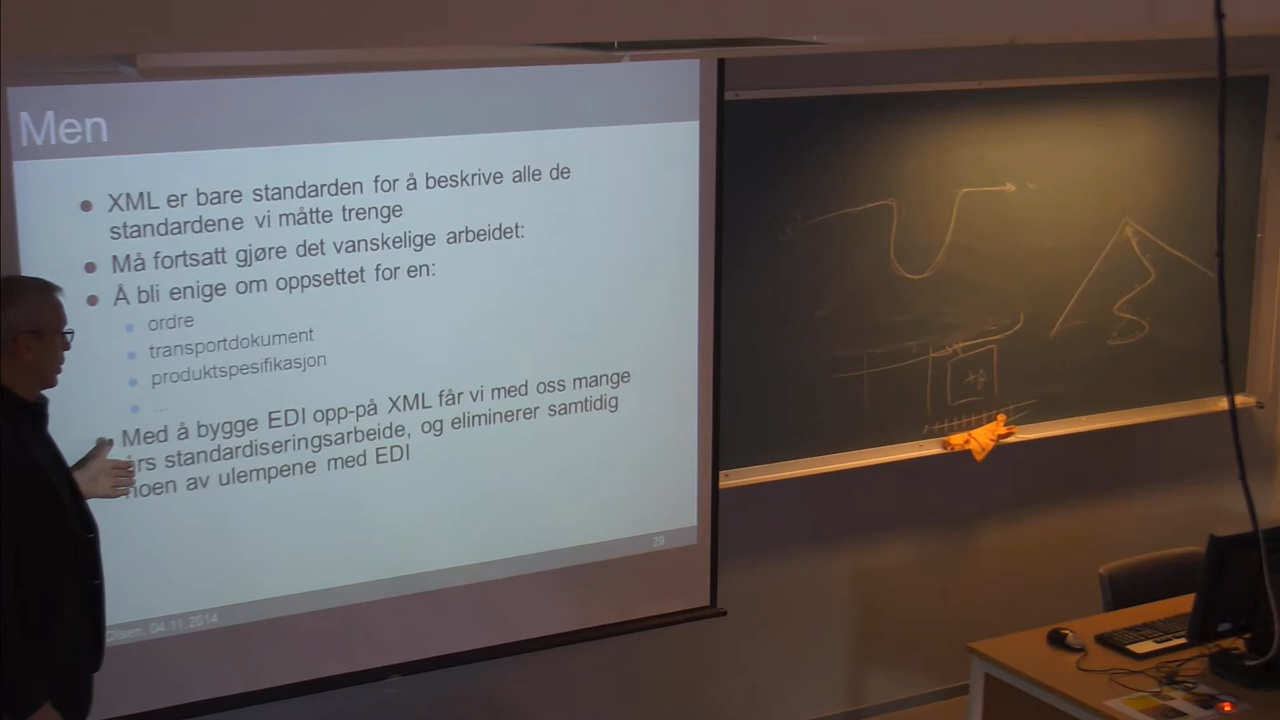 Men
XML er bare standarden for å beskrive alle de
standardene vi måtte trenge
Må fortsatt gjøre det vanskelige arbeidet:
Å bli enige om oppsettet for en:
ordre
transportdokument
produktspesifikasjon
...
Med å bygge EDI opp-på XML får vi med oss mange
års standardiseringsarbeide, og eliminerer samtidig
noen av ulempene med EDI
29
Olsen, 04.11.2014